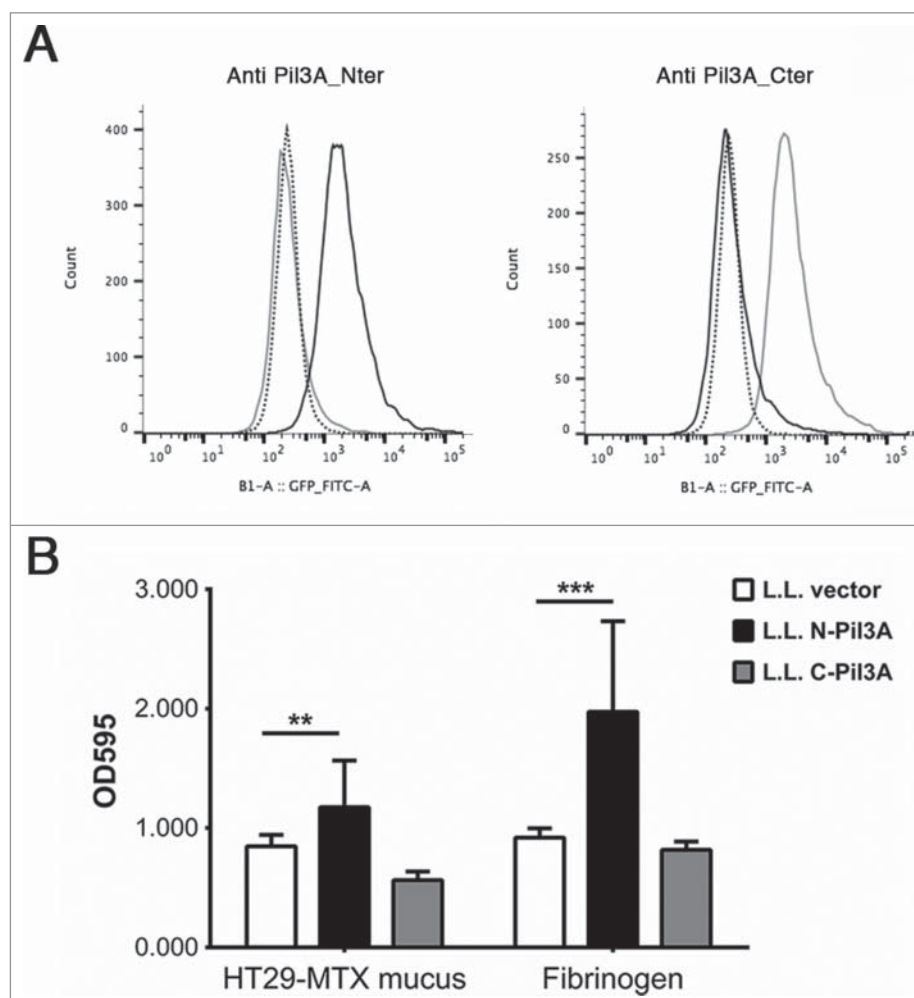 A
Anti Pil3A_Nter
Anti Pil3A_Cter
400
300
200
100
0
Count
10^0 10^1 10^2 10^3 10^4 10^5
B1-A :: GFP_FITC-A
250
200
150
100
50
0
Count
10^0 10^1 10^2 10^3 10^4 10^5
B1-A :: GFP_FITC-A
B
3.000
2.000
1.000
0.000
OD595
**
***
L.L. vector
L.L. N-Pil3A
L.L. C-Pil3A
HT29-MTX mucus
Fibrinogen